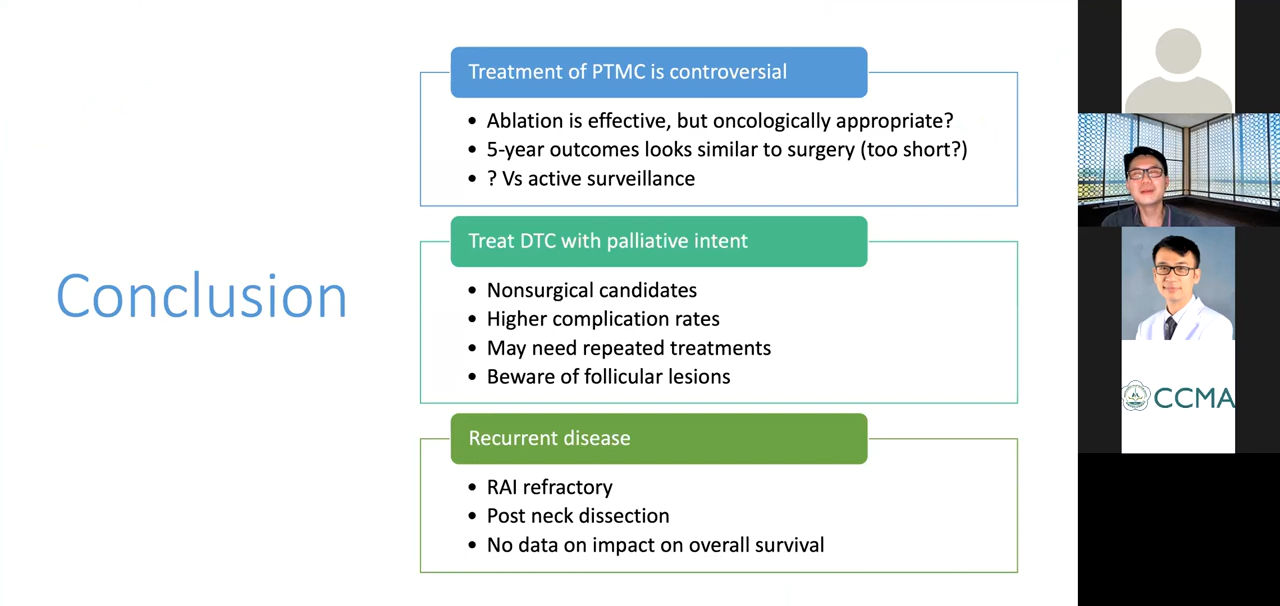 Conclusion
Treatment of PTMC is controversial
• Ablation is effective, but oncologically appropriate?
• 5-year outcomes looks similar to surgery (too short?)
• ? Vs active surveillance
Treat DTC with palliative intent
• Nonsurgical candidates
• Higher complication rates
• May need repeated treatments
• Beware of follicular lesions
Recurrent disease
• RAI refractory
• Post neck dissection
• No data on impact on overall survival
CCMA